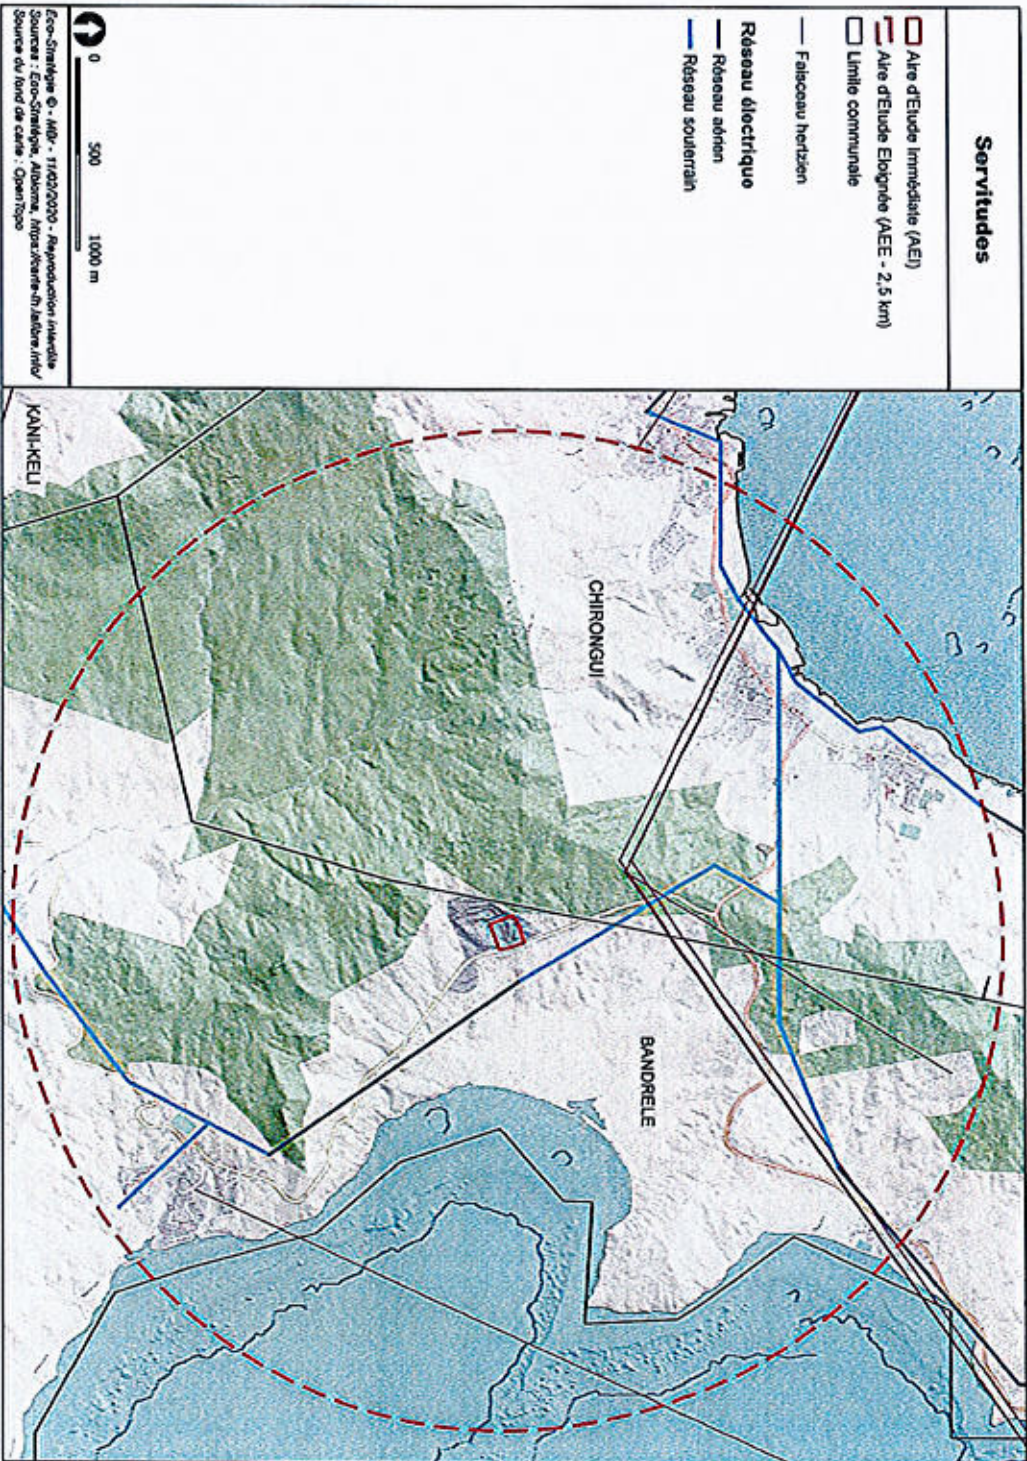 Servitudes
Aire d'Etude Immédiate (AEI)
Aire d'Etude Eloignée (AEE - 2,5 km)
Limite communale
Faisceau hertzien
Réseau électrique
Réseau aérien
Réseau souterrain
0 500 1000 m
Eco-Stratégie © - MDr - 11/02/2020 - Reproduction interdite
Sources : Eco-Stratégie, Albioma, https://carte-fh.lafibre.info/
Source du fond de carte : OpenTopo
CHIRONGUI
BANDRELE
KANI-KELI